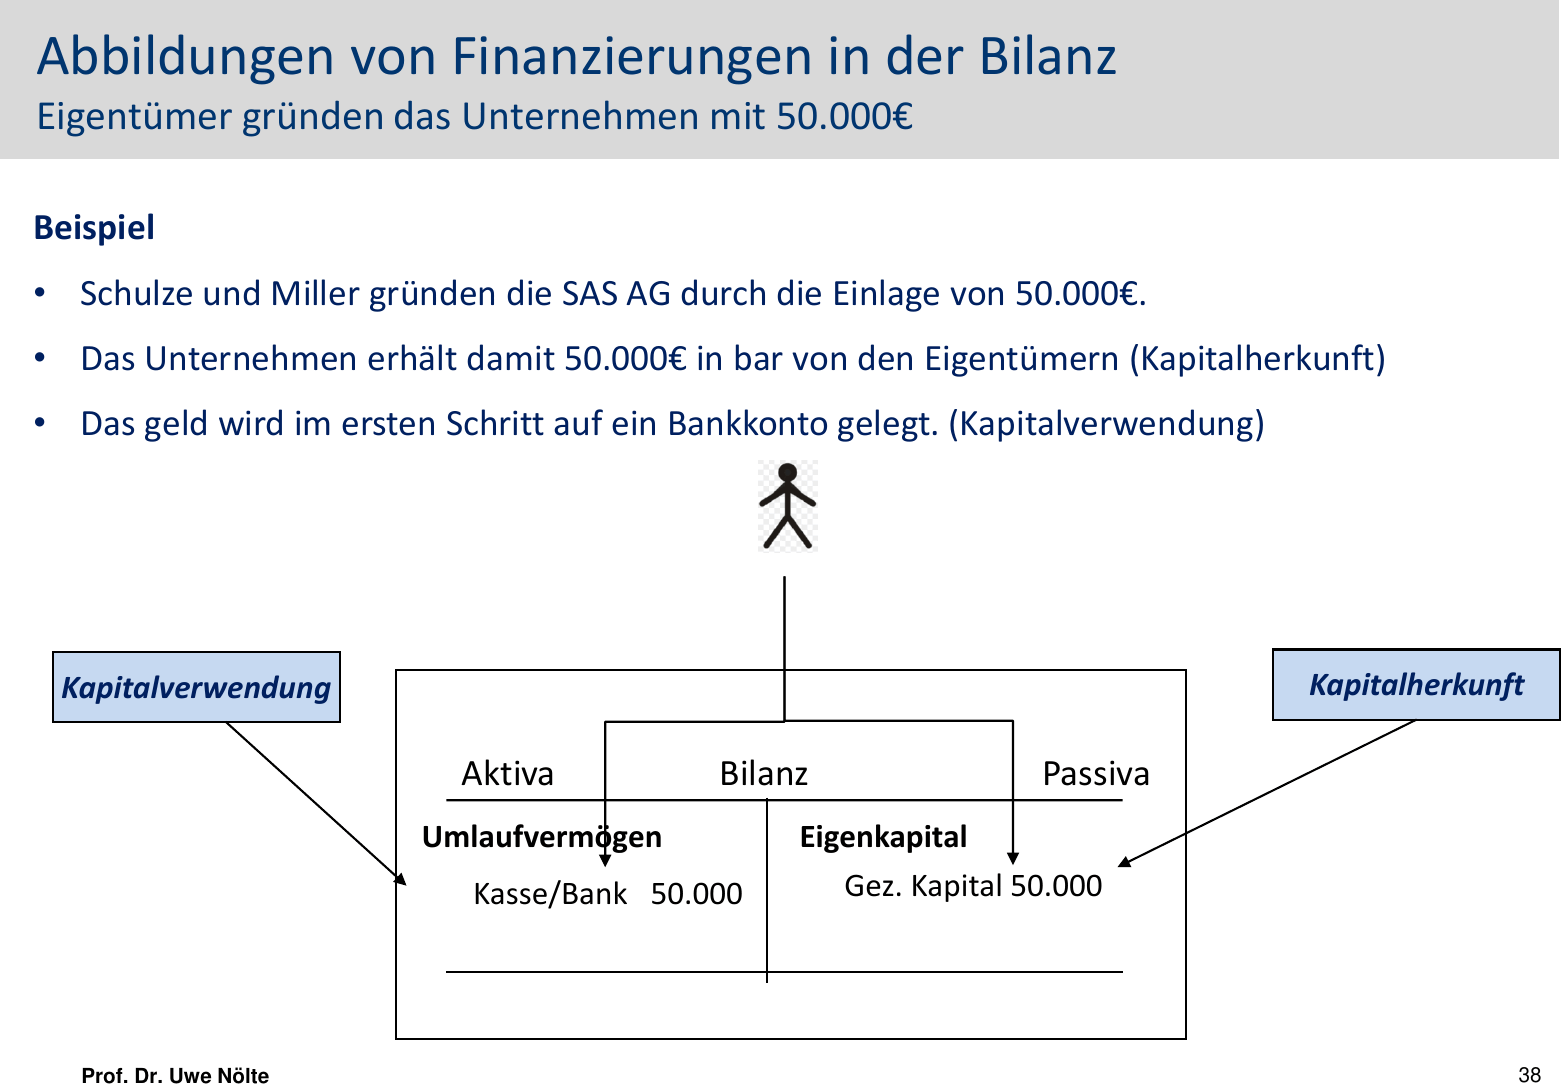 Abbildungen von Finanzierungen in der Bilanz
Eigentümer gründen das Unternehmen mit 50.000€
Beispiel
• Schulze und Miller gründen die SAS AG durch die Einlage von 50.000€.
• Das Unternehmen erhält damit 50.000€ in bar von den Eigentümern (Kapitalherkunft)
• Das geld wird im ersten Schritt auf ein Bankkonto gelegt. (Kapitalverwendung)
Kapitalverwendung
Kapitalherkunft
Aktiva Bilanz Passiva
Umlaufvermögen Eigenkapital
Kasse/Bank 50.000 Gez. Kapital 50.000
Prof. Dr. Uwe Nölte 38